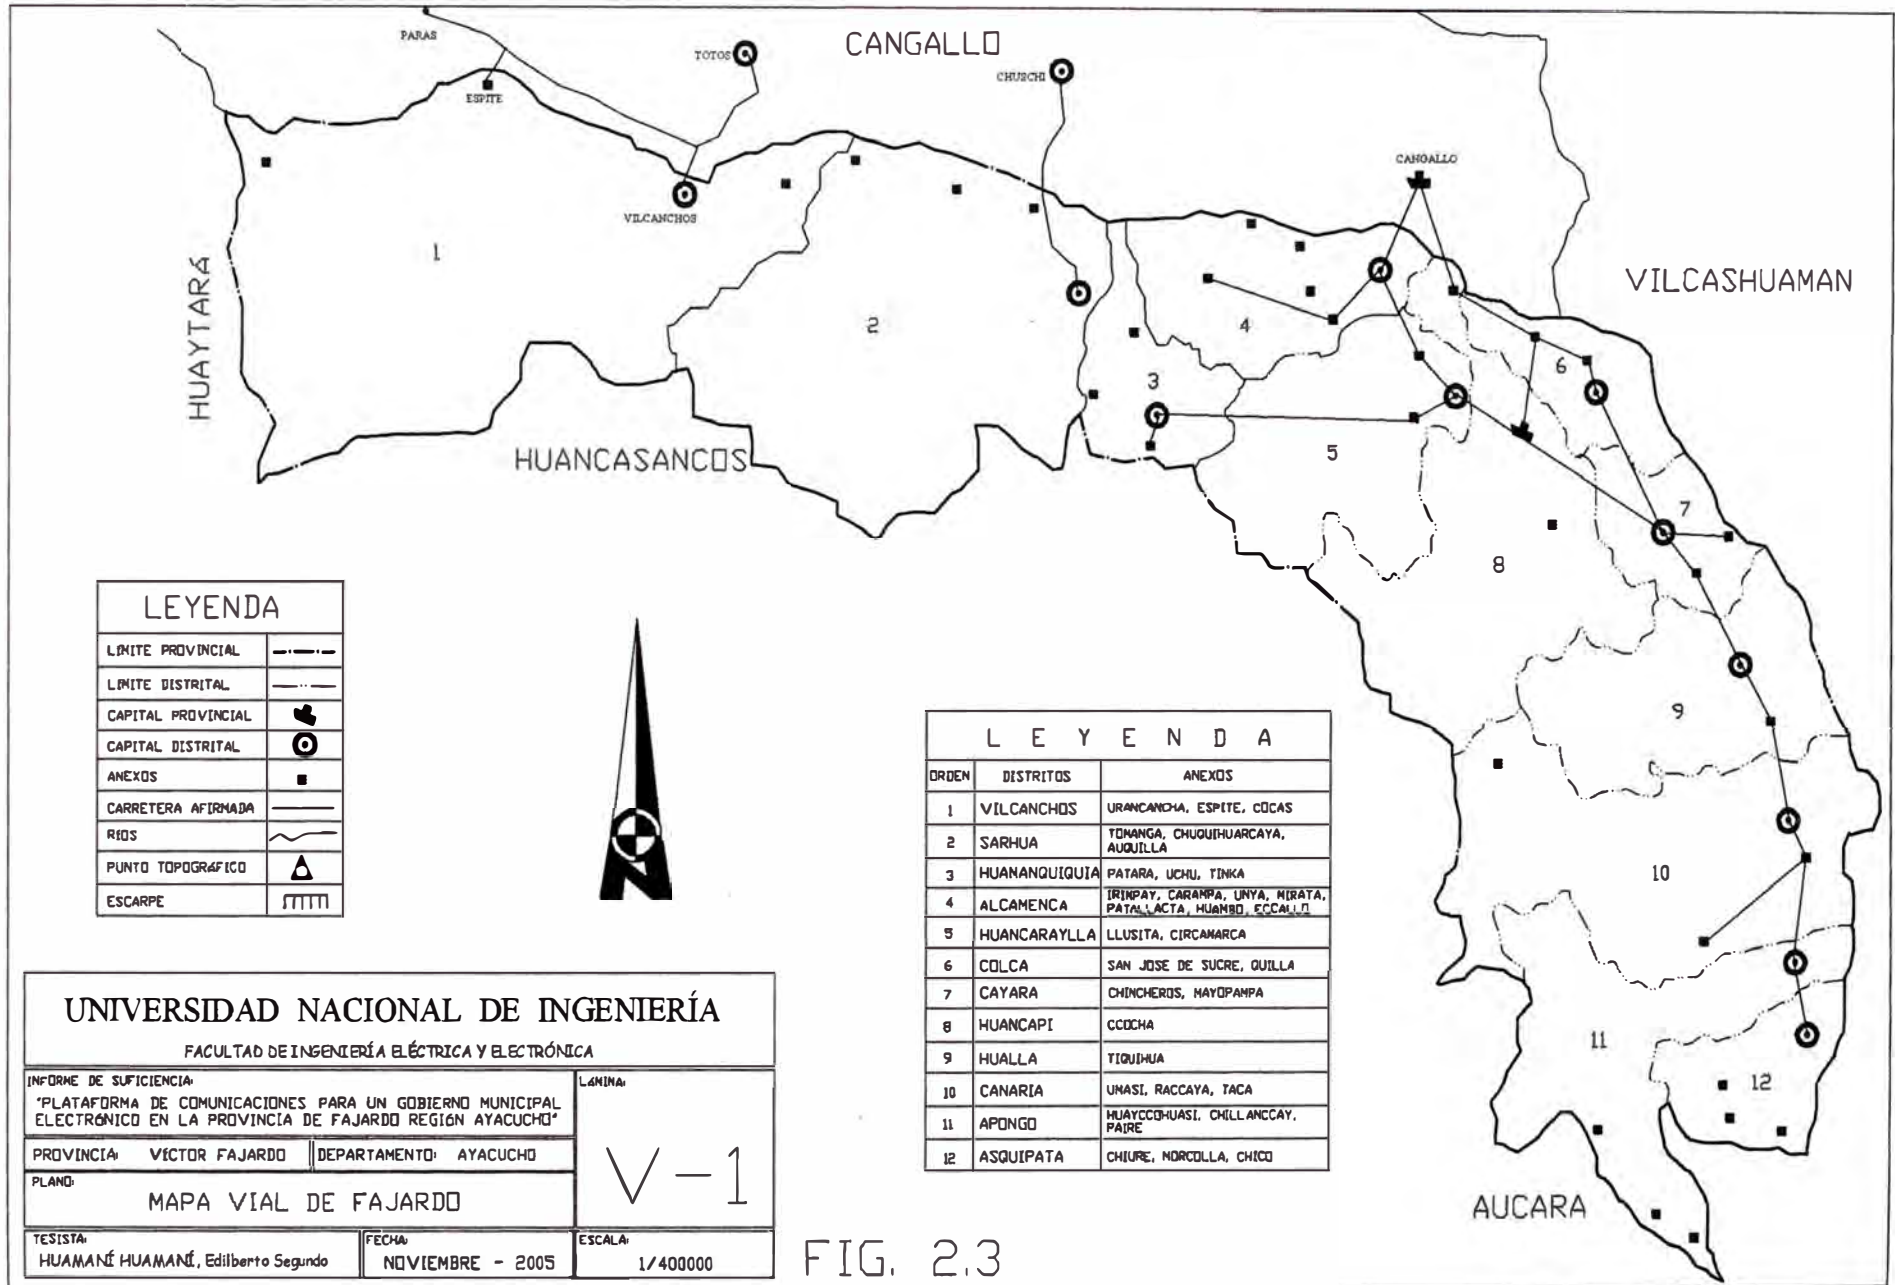 PARAS
TOTOS
CANGALLO
CHUSCHI
ESPITE
CANGALLO
VILCANCHOS
HUAYTARÁ
VILCASHUAMAN
HUANCASANCOS
AUCARA
1
2
3
4
5
6
7
8
9
10
11
12
LEYENDA
LIMITE PROVINCIAL
LIMITE DISTRITAL
CAPITAL PROVINCIAL
CAPITAL DISTRITAL
ANEXOS
CARRETERA AFIRMADA
RIOS
PUNTO TOPOGRÁFICO
ESCARPE
N
LEYENDA
ORDEN DISTRITOS ANEXOS
1 VILCANCHOS URANCANCHA, ESPITE, COCAS
2 SARHUA TOMANGA, CHUQUIHUARCAYA,
AUQUILLA
3 HUAMANQUIQUIA PATARA, UCHU, TINKA
4 ALCAMENCA IRIMPAY, CARAMPA, UNYA, MIRATA,
PATALLACTA, HUAMBO, ECCALLO
5 HUANCARAYLLA LLUSITA, CIRCAMARCA
6 COLCA SAN JOSE DE SUCRE, QUILLA
7 CAYARA CHINCHEROS, MAYOPAMPA
8 HUANCAPI CCOCHA
9 HUALLA TIQUIHUA
10 CANARIA UMASI, RACCAYA, TACA
11 APONGO HUAYCCOHUASI, CHILLANCCAY,
PAIRE
12 ASQUIPATA CHIURE, MORCOLLA, CHICO
UNIVERSIDAD NACIONAL DE INGENIERÍA
FACULTAD DE INGENIERÍA ELÉCTRICA Y ELECTRÓNICA
INFORME DE SUFICIENCIA:
"PLATAFORMA DE COMUNICACIONES PARA UN GOBIERNO MUNICIPAL
ELECTRÓNICO EN LA PROVINCIA DE FAJARDO REGIÓN AYACUCHO"
LÁMINA:
V-1
PROVINCIA: VÍCTOR FAJARDO DEPARTAMENTO: AYACUCHO
PLANO:
MAPA VIAL DE FAJARDO
TESISTA:
HUAMANÍ HUAMANÍ, Edilberto Segundo
FECHA:
NOVIEMBRE - 2005
ESCALA:
1/400000
FIG. 2.3